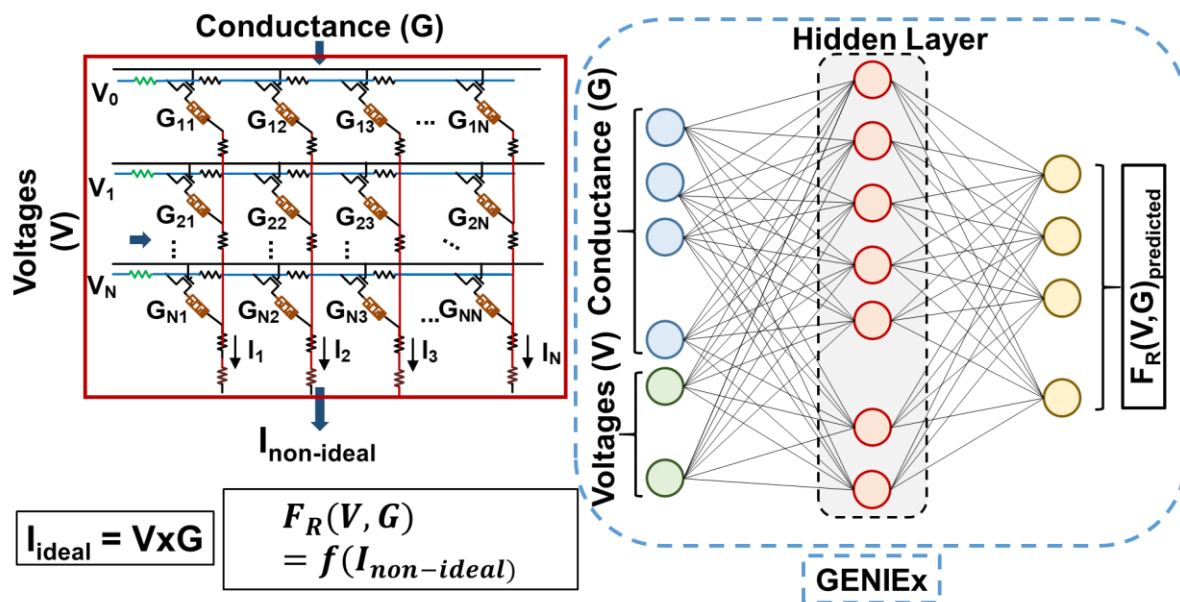 Conductance (G)
V0
G11 G12 G13 ... G1N
V1
G21 G22 G23 G2N
Voltages (V)
... ... ... ...
VN
GN1 GN2 GN3 ... GNN
I1 I2 I3 IN
Inon-ideal
Iideal = VxG
FR(V, G)
= f(Inon−ideal)
Hidden Layer
Conductance (G)
Voltages (V)
FR(V,G)predicted
GENIEx